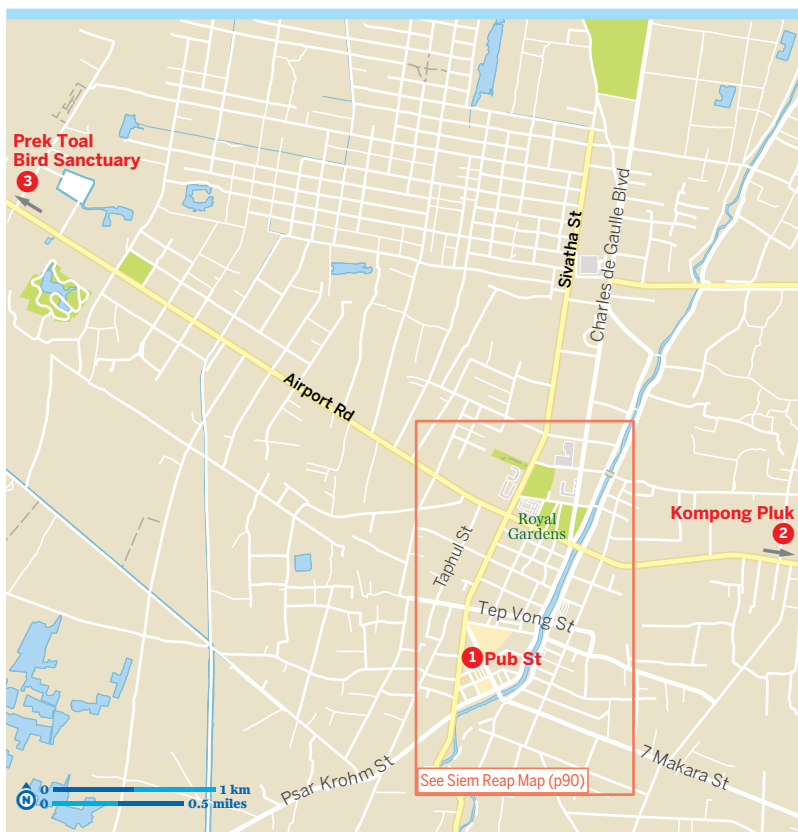 Prek Toal
Bird Sanctuary
3
Sivatha St
Charles de Gaulle Blvd
Airport Rd
Royal
Gardens
Kompong Pluk
2
Taphul St
Tep Vong St
1 Pub St
7 Makara St
Psar Krohm St
See Siem Reap Map (p90)
N
0 1 km
0 0.5 miles